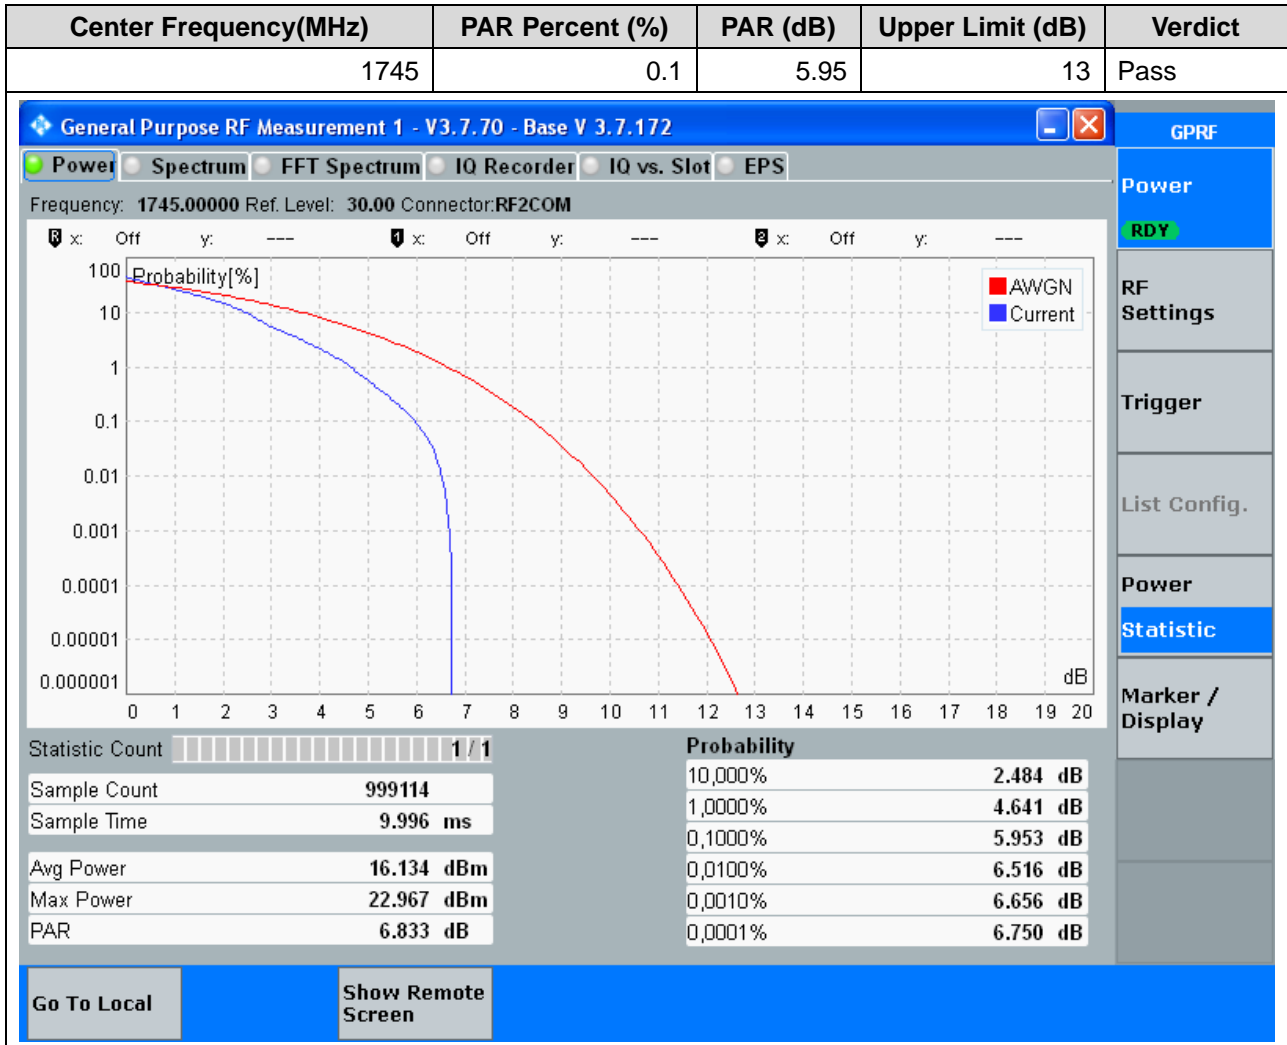 Center Frequency(MHz) PAR Percent (%) PAR (dB) Upper Limit (dB) Verdict
1745 0.1 5.95 13 Pass
General Purpose RF Measurement 1 - V3.7.70 - Base V 3.7.172
GPRF
Power Spectrum FFT Spectrum IQ Recorder IQ vs. Slot EPS
Frequency: 1745.00000 Ref. Level: 30.00 Connector:RF2COM
R x: Off y: --- 1 x: Off y: --- 2 x: Off y: ---
Probability[%]
AWGN
Current
100
10
1
0.1
0.01
0.001
0.0001
0.00001
0.000001
dB
0 1 2 3 4 5 6 7 8 9 10 11 12 13 14 15 16 17 18 19 20
Statistic Count 1 / 1
Sample Count 999114
Sample Time 9.996 ms
Avg Power 16.134 dBm
Max Power 22.967 dBm
PAR 6.833 dB
Probability
10,000% 2.484 dB
1,0000% 4.641 dB
0,1000% 5.953 dB
0,0100% 6.516 dB
0,0010% 6.656 dB
0,0001% 6.750 dB
Power
RDY
RF
Settings
Trigger
List Config.
Power
Statistic
Marker /
Display
Go To Local
Show Remote
Screen